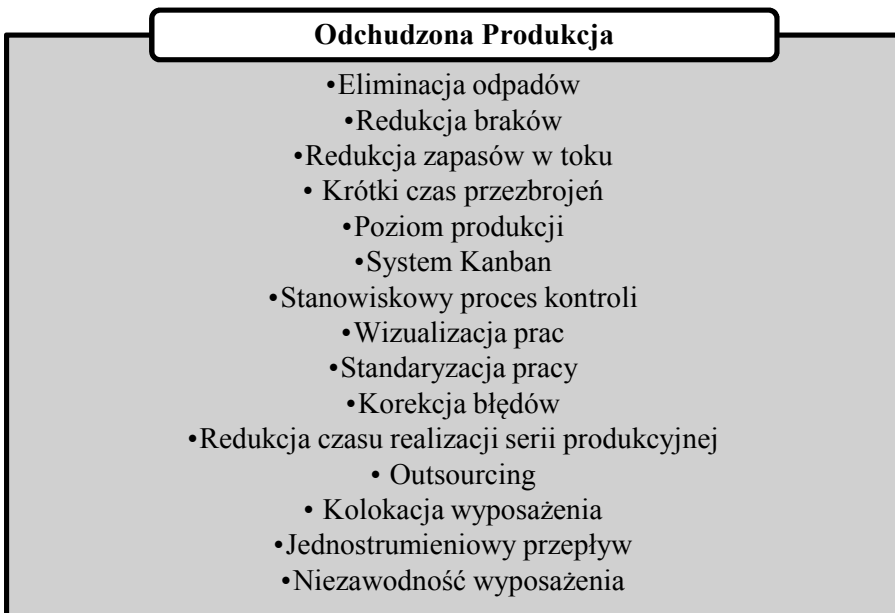 Odchudzona Produkcja
•Eliminacja odpadów
•Redukcja braków
•Redukcja zapasów w toku
• Krótki czas przezbrojeń
•Poziom produkcji
•System Kanban
•Stanowiskowy proces kontroli
•Wizualizacja prac
•Standaryzacja pracy
•Korekcja błędów
•Redukcja czasu realizacji serii produkcyjnej
• Outsourcing
• Kolokacja wyposażenia
•Jednostrumieniowy przepływ
•Niezawodność wyposażenia